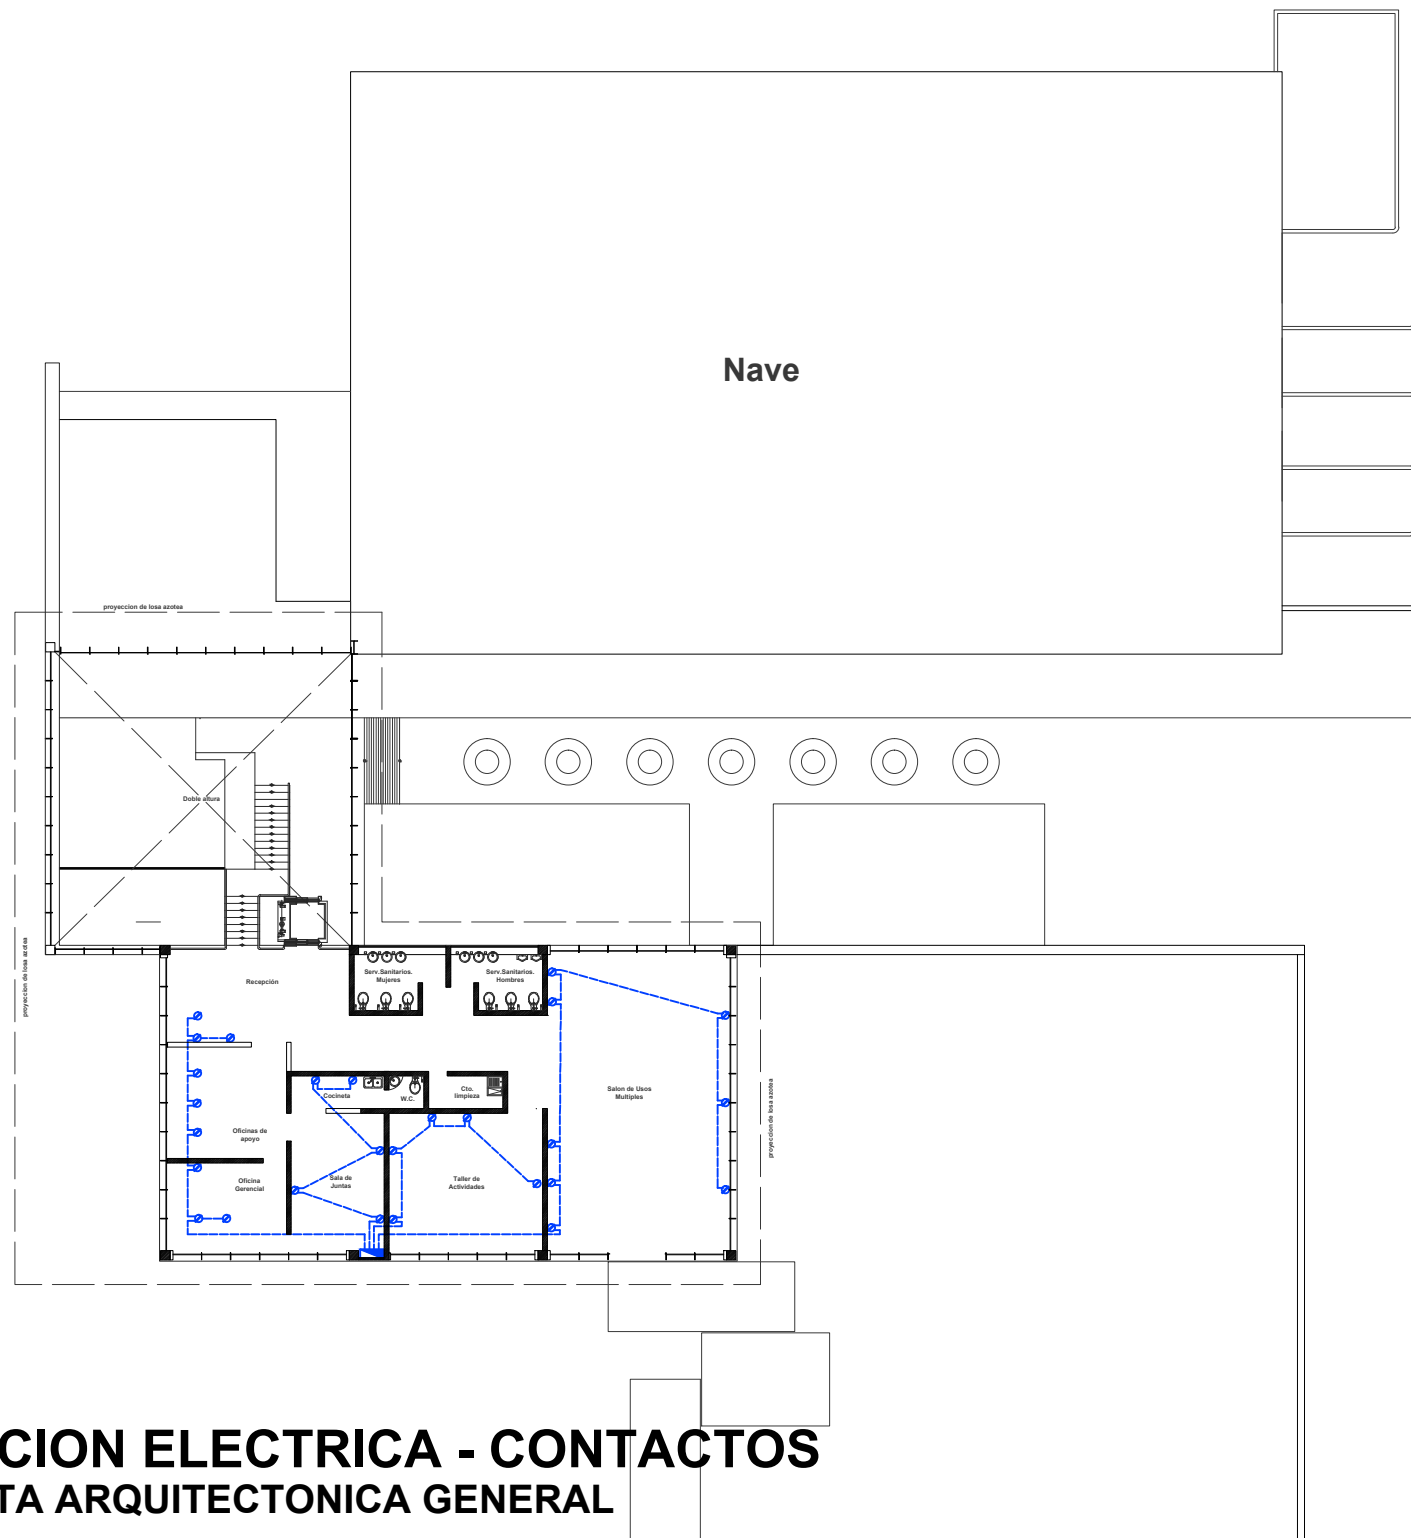 Nave
proyeccion de losa azotea
Doble altura
proyeccion de losa azotea
Recepción
Serv.Sanitarios.
Mujeres
Serv.Sanitarios.
Hombres
Cocineta
W.C.
Cto.
limpieza
Salon de Usos
Multiples
proyeccion de losa azotea
Oficinas de
apoyo
Oficina
Gerencial
Sala de
Juntas
Taller de
Actividades
CION ELECTRICA - CONTACTOS
TA ARQUITECTONICA GENERAL